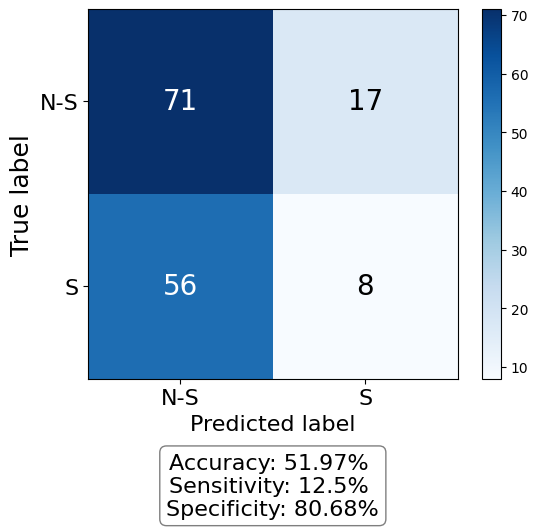 N-S
71
17
S
56
8
N-S
S
True label
Predicted label
70
60
50
40
30
20
10
Accuracy: 51.97%
Sensitivity: 12.5%
Specificity: 80.68%